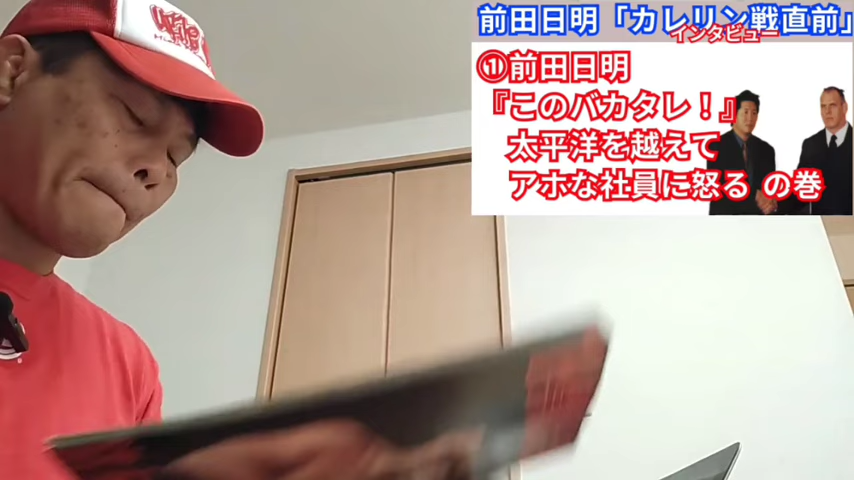 前田日明「カレリン戦直前」
インタビュー
①前田日明
『このバカタレ！』
太平洋を越えて
アホな社員に怒る の巻